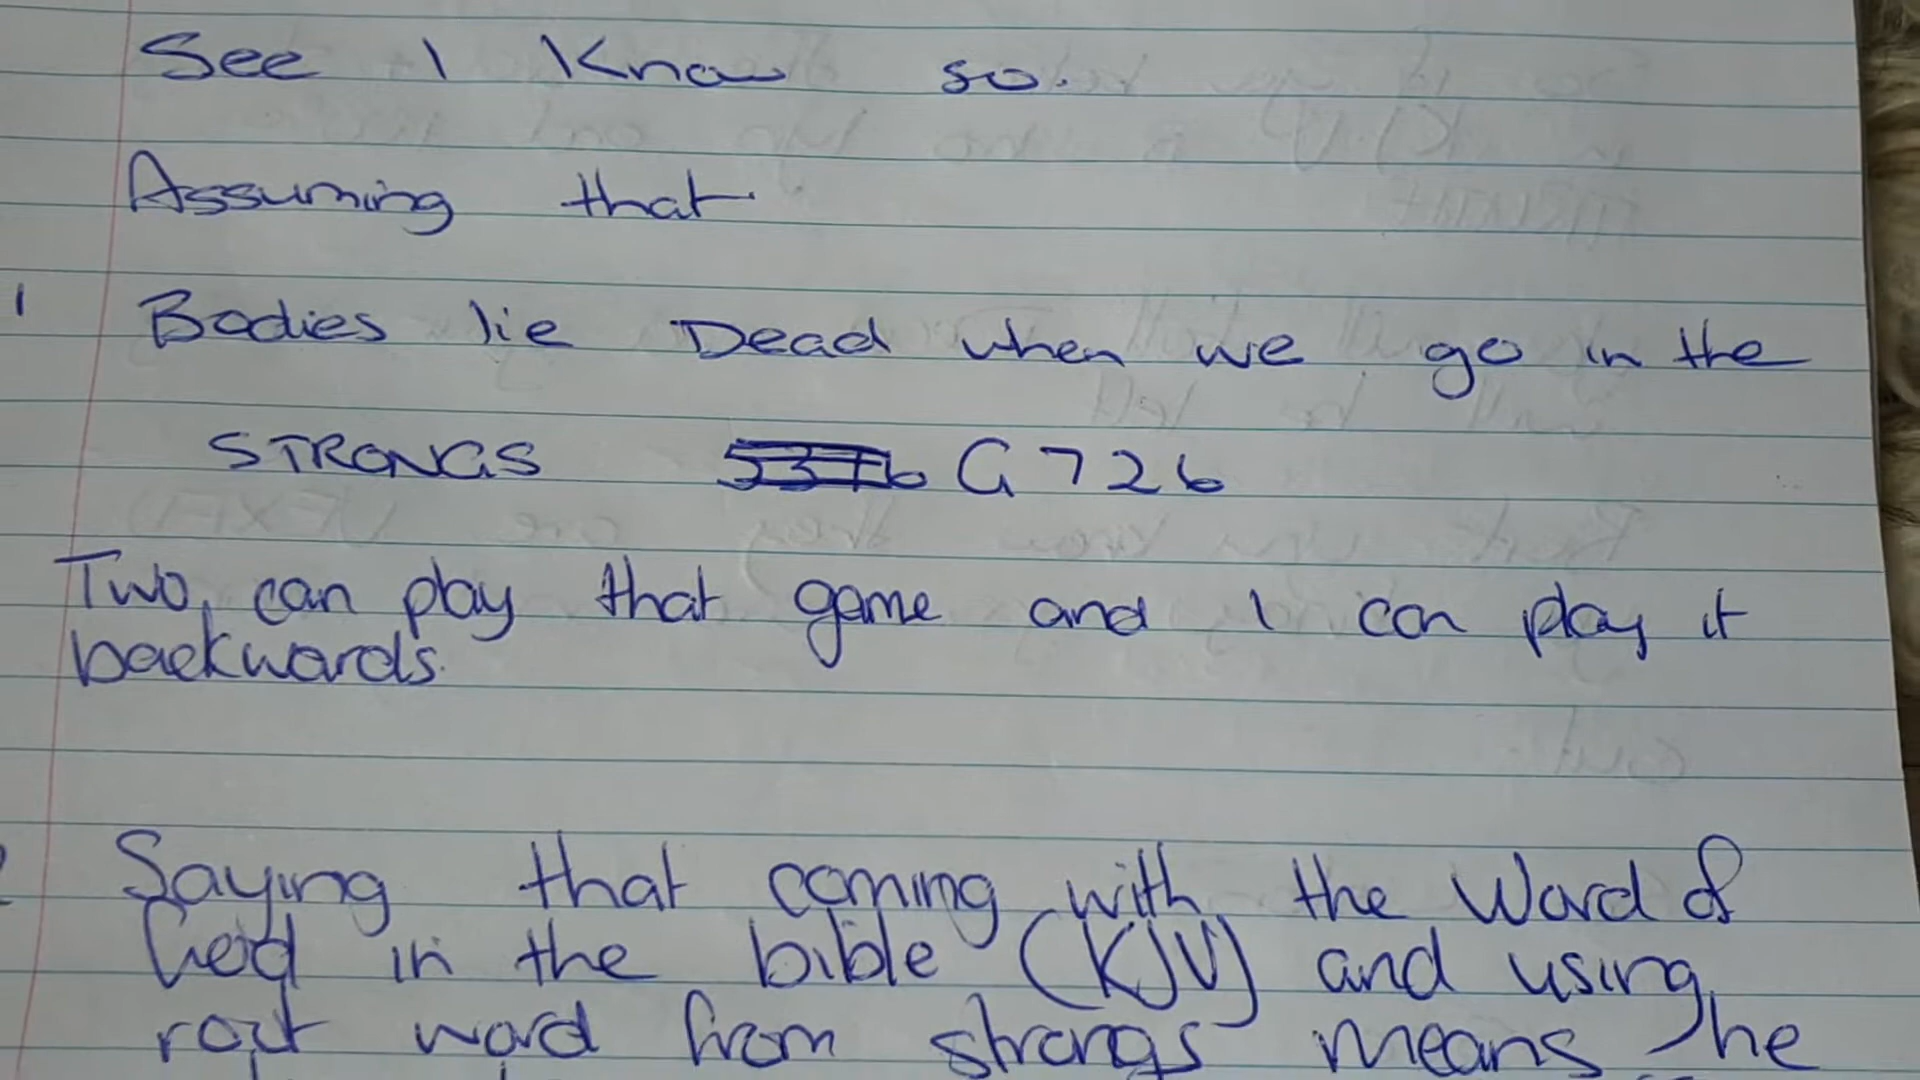 See I Know so.
Assuming that
1 Bodies lie Dead when we go in the
STRONGS 5376 G726
Two, can play that game and I can play it
backwards.
Saying that coming with the Word of
God in the bible (KJV) and using
root word from strongs means he